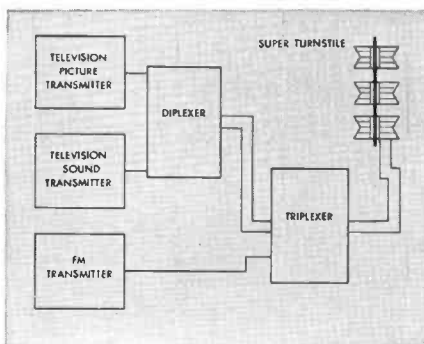 TELEVISION
PICTURE
TRANSMITTER
TELEVISION
SOUND
TRANSMITTER
FM
TRANSMITTER
DIPLEXER
TRIPLEXER
SUPER TURNSTILE